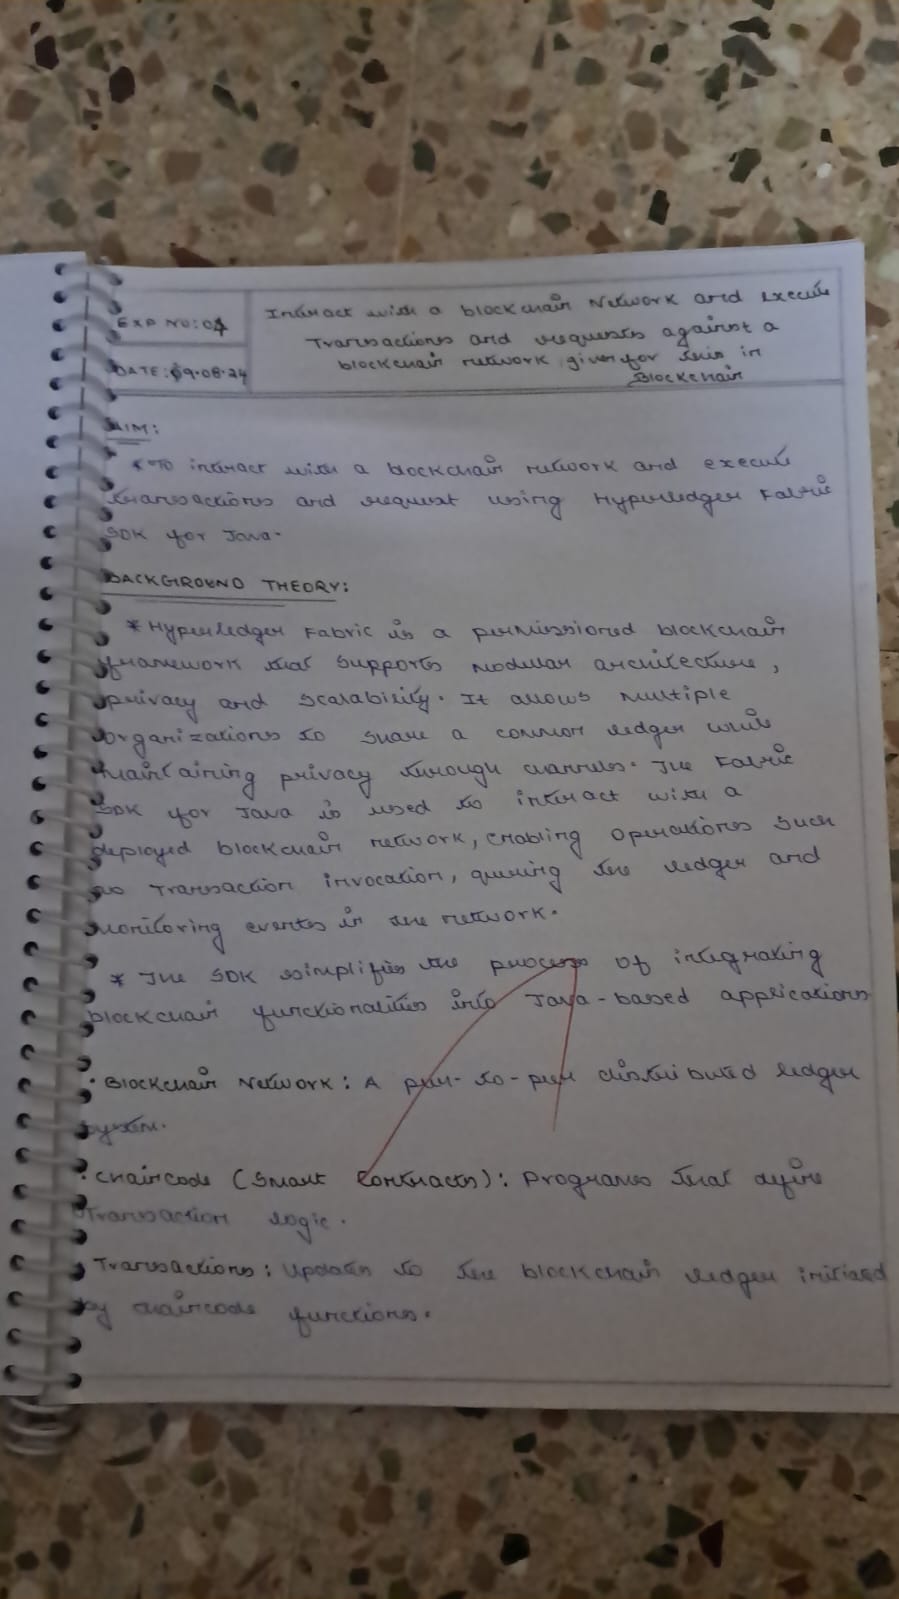 EXP NO: 04
Interact with a blockchain Network and execute
Transactions and requests against a
blockchain network given for this in
Blockchain
DATE: 09.08.24
AIM:
* To interact with a blockchain network and execute
transactions and request using Hyperledger Fabric
SDK for Java.
BACKGROUND THEORY:
* Hyperledger Fabric is a permissioned blockchain
framework that supports modular architecture,
privacy and scalability. It allows multiple
organizations to share a common ledger while
maintaining privacy through channels. The Fabric
SDK for Java is used to interact with a
deployed blockchain network, enabling operations such
as transaction invocation, querying the ledger and
monitoring events in the network.
* The SDK simplifies the process of integrating
blockchain functionalities into Java-based applications
• Blockchain Network: A peer-to-peer distributed ledger
system.
• Chaincode (Smart Contracts): Programs that define
Transaction logic.
• Transactions: Updates to the blockchain ledger initiated
by chaincode functions.